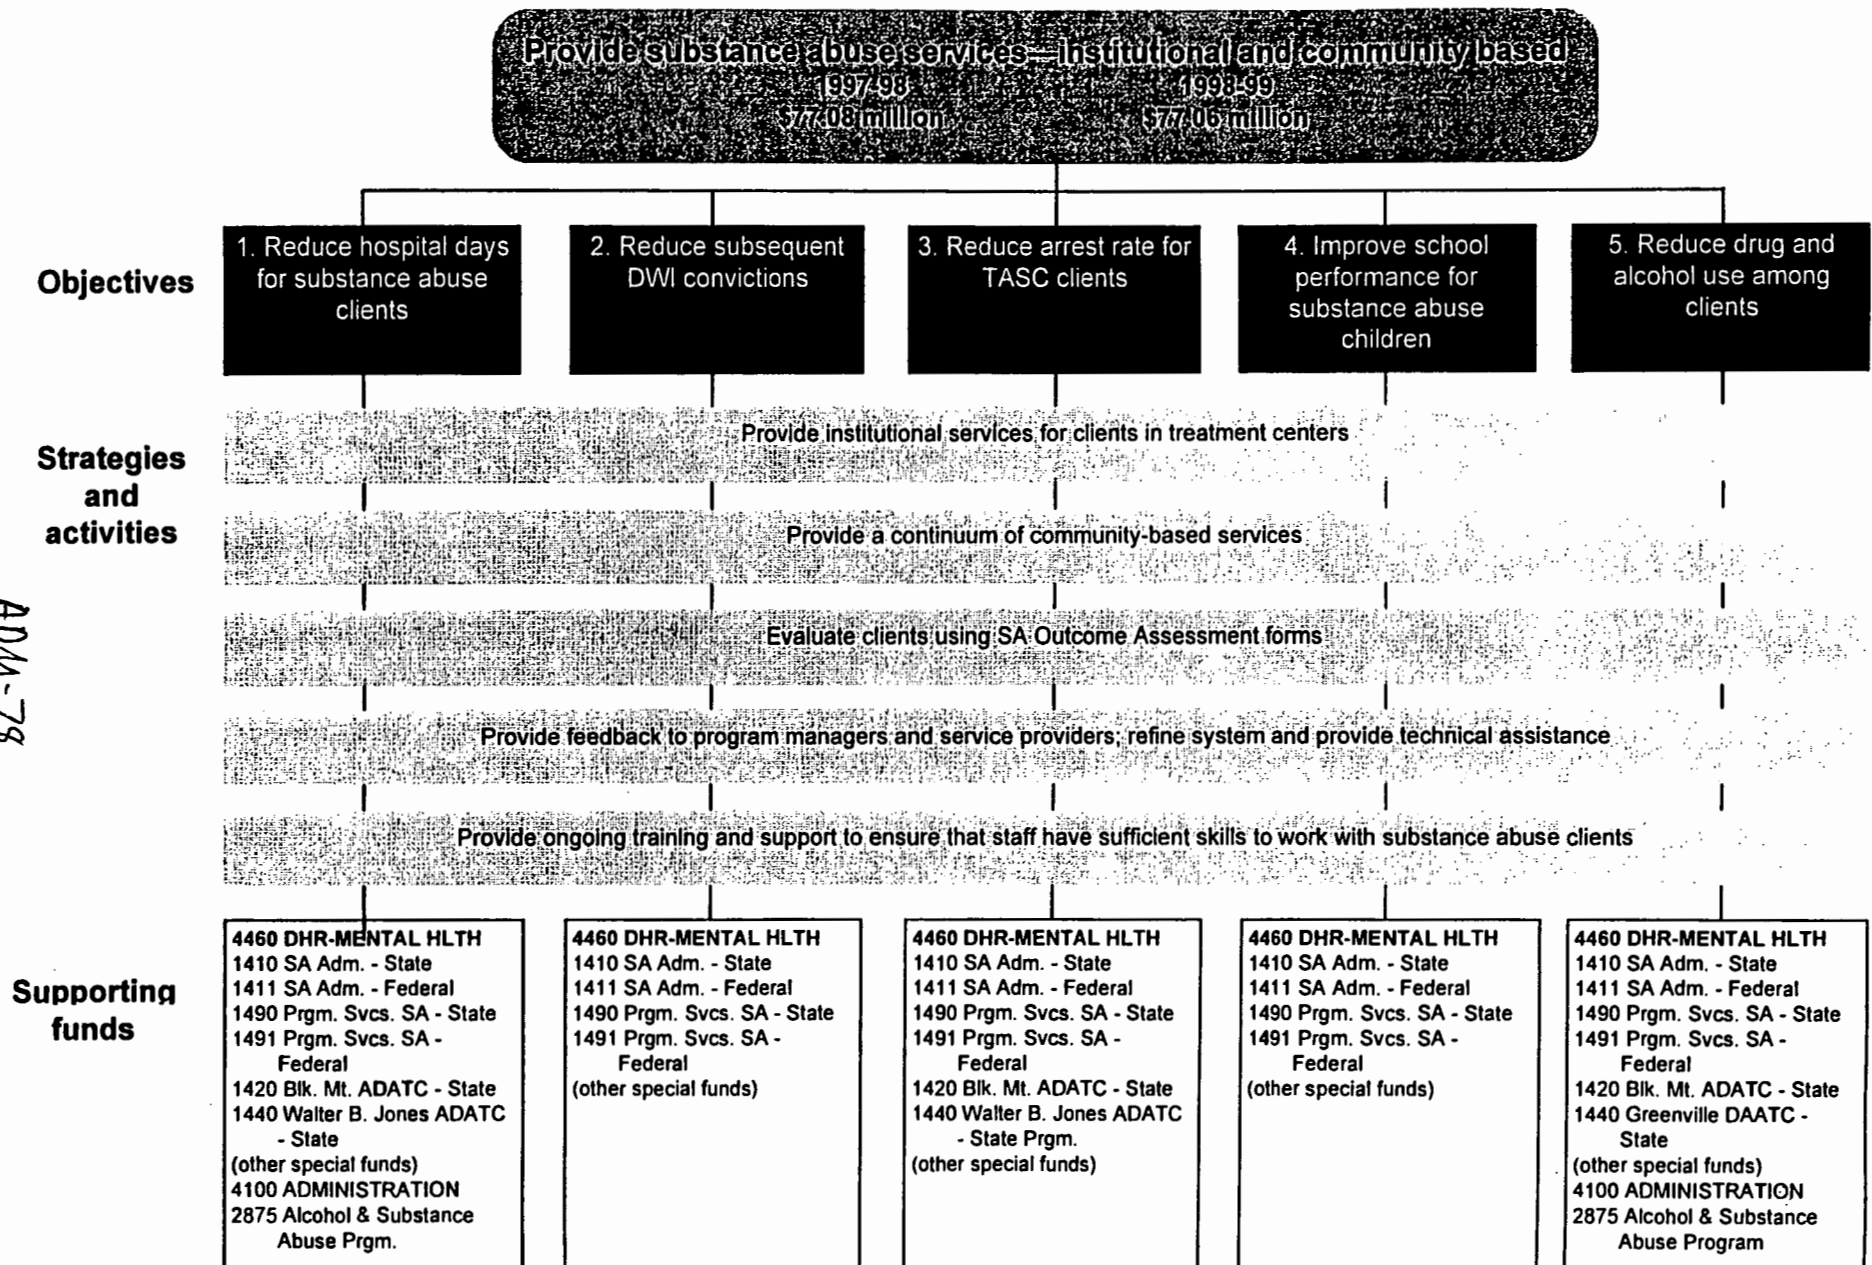 Provide substance abuse services—institutional and community based
1997-98
1998-99
$77.08 million
$77.06 million
Objectives
1. Reduce hospital days
for substance abuse
clients
2. Reduce subsequent
DWI convictions
3. Reduce arrest rate for
TASC clients
4. Improve school
performance for
substance abuse
children
5. Reduce drug and
alcohol use among
clients
Strategies
and
activities
Provide institutional services for clients in treatment centers
Provide a continuum of community-based services
Evaluate clients using SA Outcome Assessment forms
Provide feedback to program managers and service providers; refine system and provide technical assistance
Provide ongoing training and support to ensure that staff have sufficient skills to work with substance abuse clients
ADM-78
Supporting
funds
4460 DHR-MENTAL HLTH
1410 SA Adm. - State
1411 SA Adm. - Federal
1490 Prgm. Svcs. SA - State
1491 Prgm. Svcs. SA -
Federal
1420 Blk. Mt. ADATC - State
1440 Walter B. Jones ADATC
- State
(other special funds)
4100 ADMINISTRATION
2875 Alcohol & Substance
Abuse Prgm.
4460 DHR-MENTAL HLTH
1410 SA Adm. - State
1411 SA Adm. - Federal
1490 Prgm. Svcs. SA - State
1491 Prgm. Svcs. SA -
Federal
(other special funds)
4460 DHR-MENTAL HLTH
1410 SA Adm. - State
1411 SA Adm. - Federal
1490 Prgm. Svcs. SA - State
1491 Prgm. Svcs. SA -
Federal
1420 Blk. Mt. ADATC - State
1440 Walter B. Jones ADATC
- State Prgm.
(other special funds)
4460 DHR-MENTAL HLTH
1410 SA Adm. - State
1411 SA Adm. - Federal
1490 Prgm. Svcs. SA - State
1491 Prgm. Svcs. SA -
Federal
(other special funds)
4460 DHR-MENTAL HLTH
1410 SA Adm. - State
1411 SA Adm. - Federal
1490 Prgm. Svcs. SA - State
1491 Prgm. Svcs. SA -
Federal
1420 Blk. Mt. ADATC - State
1440 Greenville DAATC -
State
(other special funds)
4100 ADMINISTRATION
2875 Alcohol & Substance
Abuse Program